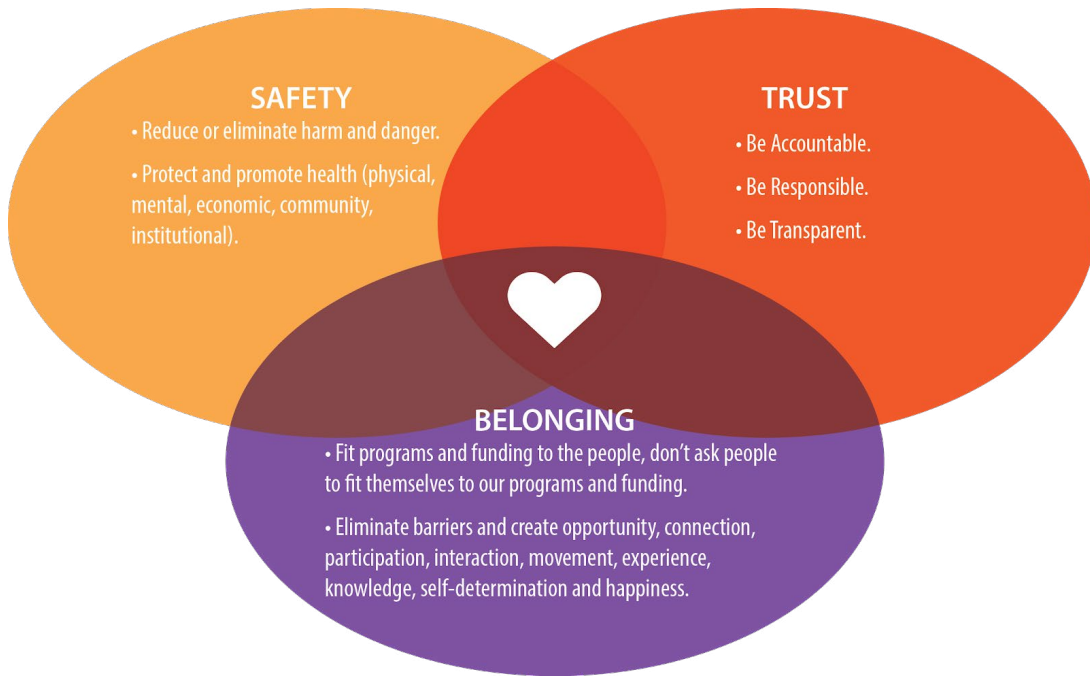 SAFETY
• Reduce or eliminate harm and danger.
• Protect and promote health (physical,
mental, economic, community,
institutional).
TRUST
• Be Accountable.
• Be Responsible.
• Be Transparent.
BELONGING
• Fit programs and funding to the people, don’t ask people
to fit themselves to our programs and funding.
• Eliminate barriers and create opportunity, connection,
participation, interaction, movement, experience,
knowledge, self-determination and happiness.